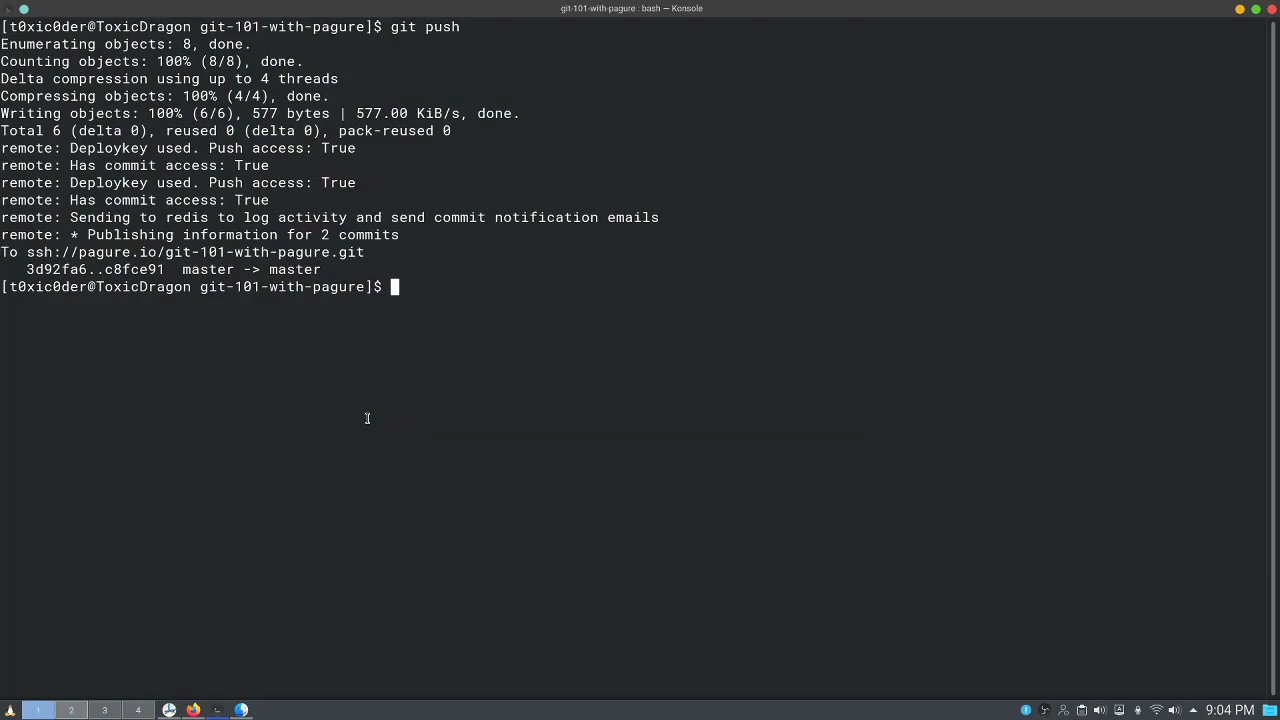 git-101-with-pagure : bash — Konsole
[t0xic0der@ToxicDragon git-101-with-pagure]$ git push
Enumerating objects: 8, done.
Counting objects: 100% (8/8), done.
Delta compression using up to 4 threads
Compressing objects: 100% (4/4), done.
Writing objects: 100% (6/6), 577 bytes | 577.00 KiB/s, done.
Total 6 (delta 0), reused 0 (delta 0), pack-reused 0
remote: Deploykey used. Push access: True
remote: Has commit access: True
remote: Deploykey used. Push access: True
remote: Has commit access: True
remote: Sending to redis to log activity and send commit notification emails
remote: * Publishing information for 2 commits
To ssh://pagure.io/git-101-with-pagure.git
   3d92fa6..c8fce91  master -> master
[t0xic0der@ToxicDragon git-101-with-pagure]$
1 2 3 4 9:04 PM